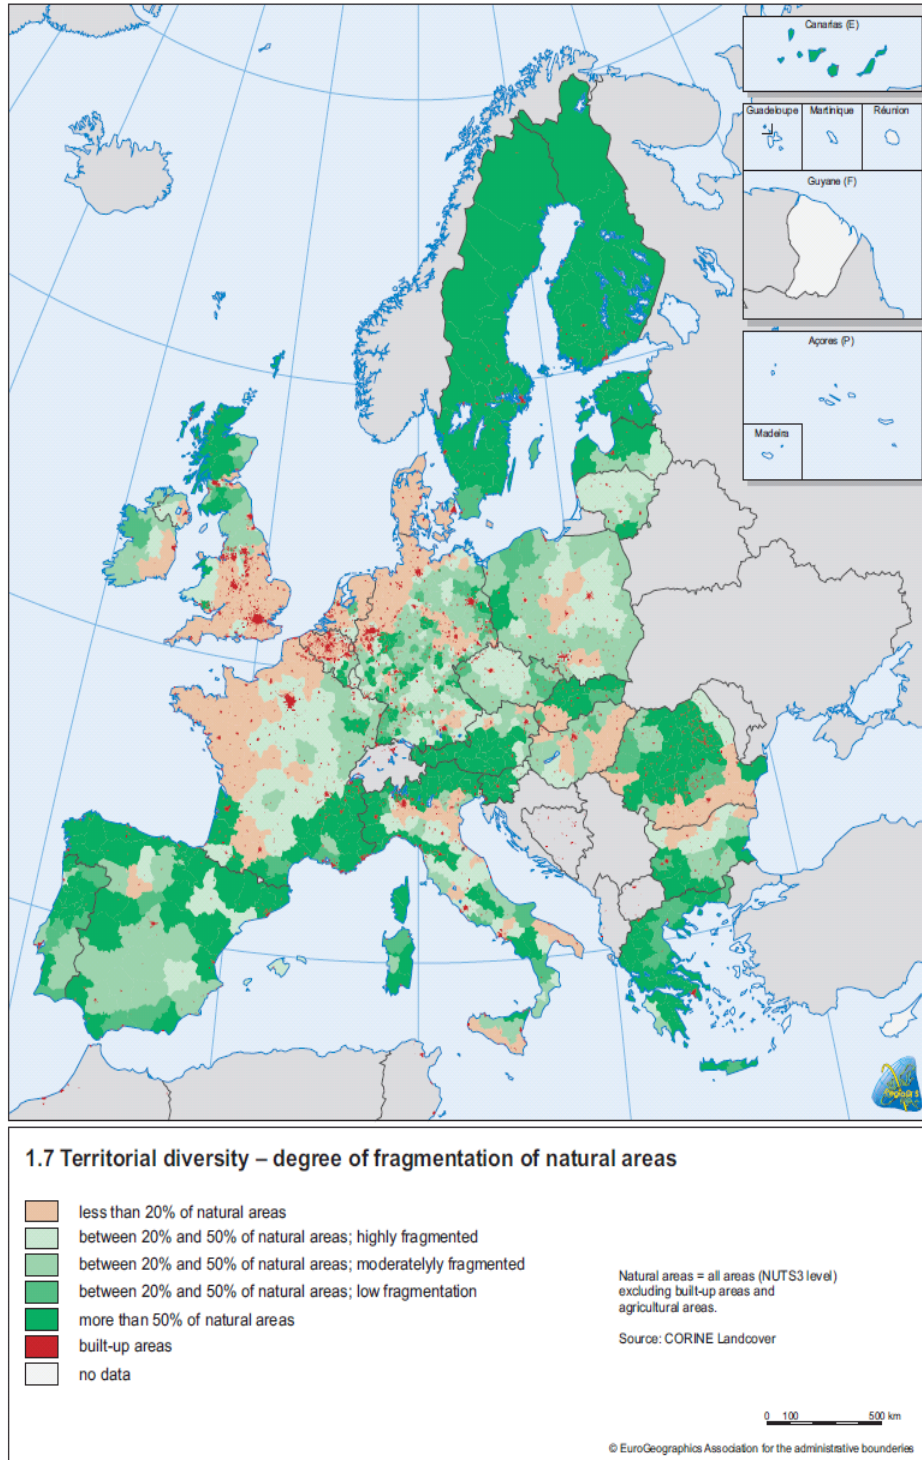 Canarias (E)
Guadeloupe
Martinique
Réunion
Guyane (F)
Açores (P)
Madeira
1.7 Territorial diversity – degree of fragmentation of natural areas
less than 20% of natural areas
between 20% and 50% of natural areas; highly fragmented
between 20% and 50% of natural areas; moderatelyly fragmented
between 20% and 50% of natural areas; low fragmentation
more than 50% of natural areas
built-up areas
no data
Natural areas = all areas (NUTS3 level)
excluding built-up areas and
agricultural areas.
Source: CORINE Landcover
0 100 500 km
© EuroGeographics Association for the administrative bounderies